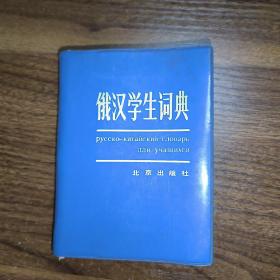 俄汉学生词典
русско-китайский словарь
для учащихся
北京出版社